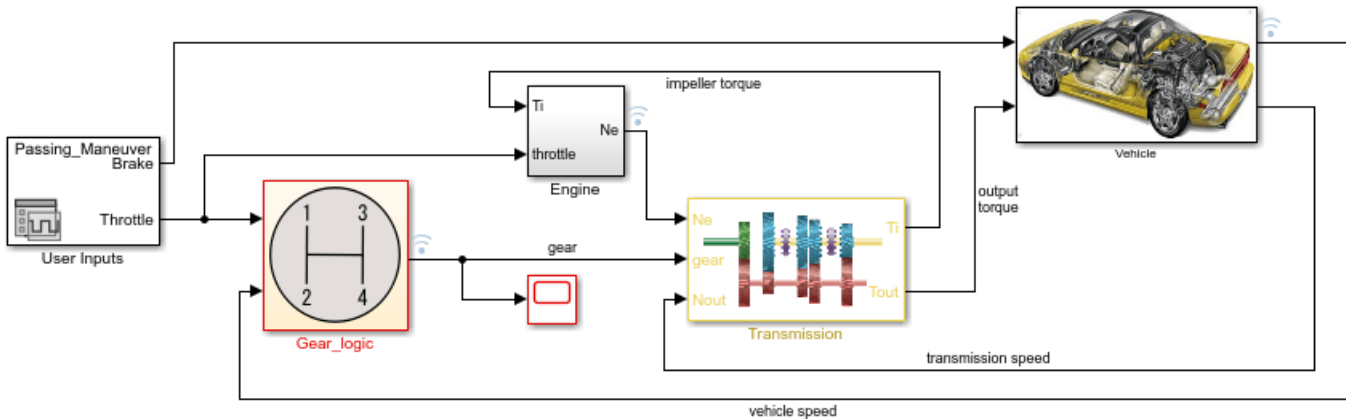 Passing_Maneuver
Brake
Throttle
User Inputs
1 3
2 4
Gear_logic
Ti
Ne
throttle
Engine
impeller torque
gear
Ne
gear
Nout
Ti
Tout
Transmission
output
torque
Vehicle
transmission speed
vehicle speed